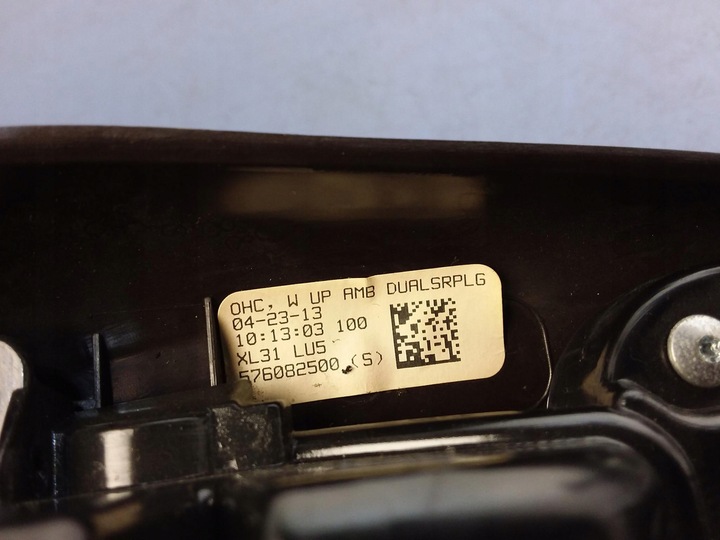 OHC, W UP AMB DUALSRPLG
04-23-13
10:13:03 100
XL31 LU5
576082500 (S)